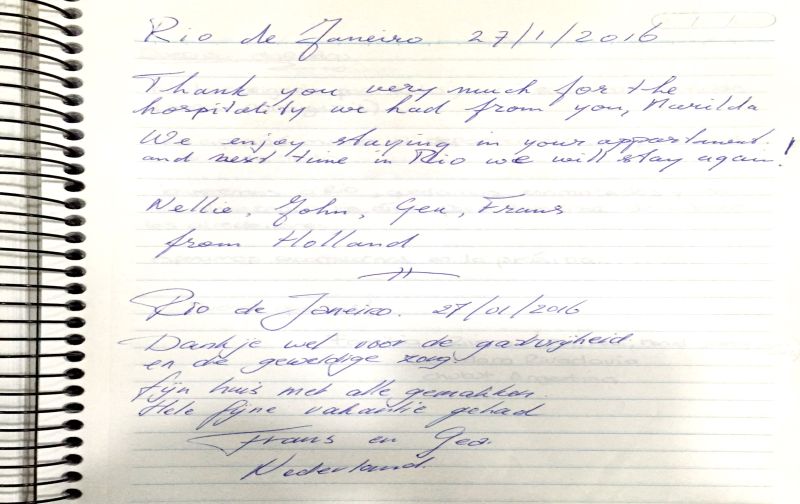 Rio de Janeiro 27/1/2016
Thank you very much for the
hospitality we had from you, Marilda
We enjoy staying in your appartment.
and next time in Rio we will stay again!
Nellie, John, Gea, Frans
from Holland
Rio de Janeiro. 27/01/2016
Dank je wel voor de gastvrijheid
en die geweldige zorg.
fijn huis met alle gemakken.
Hele fijne vakantie gehad
Frans en Gea.
Nederland.